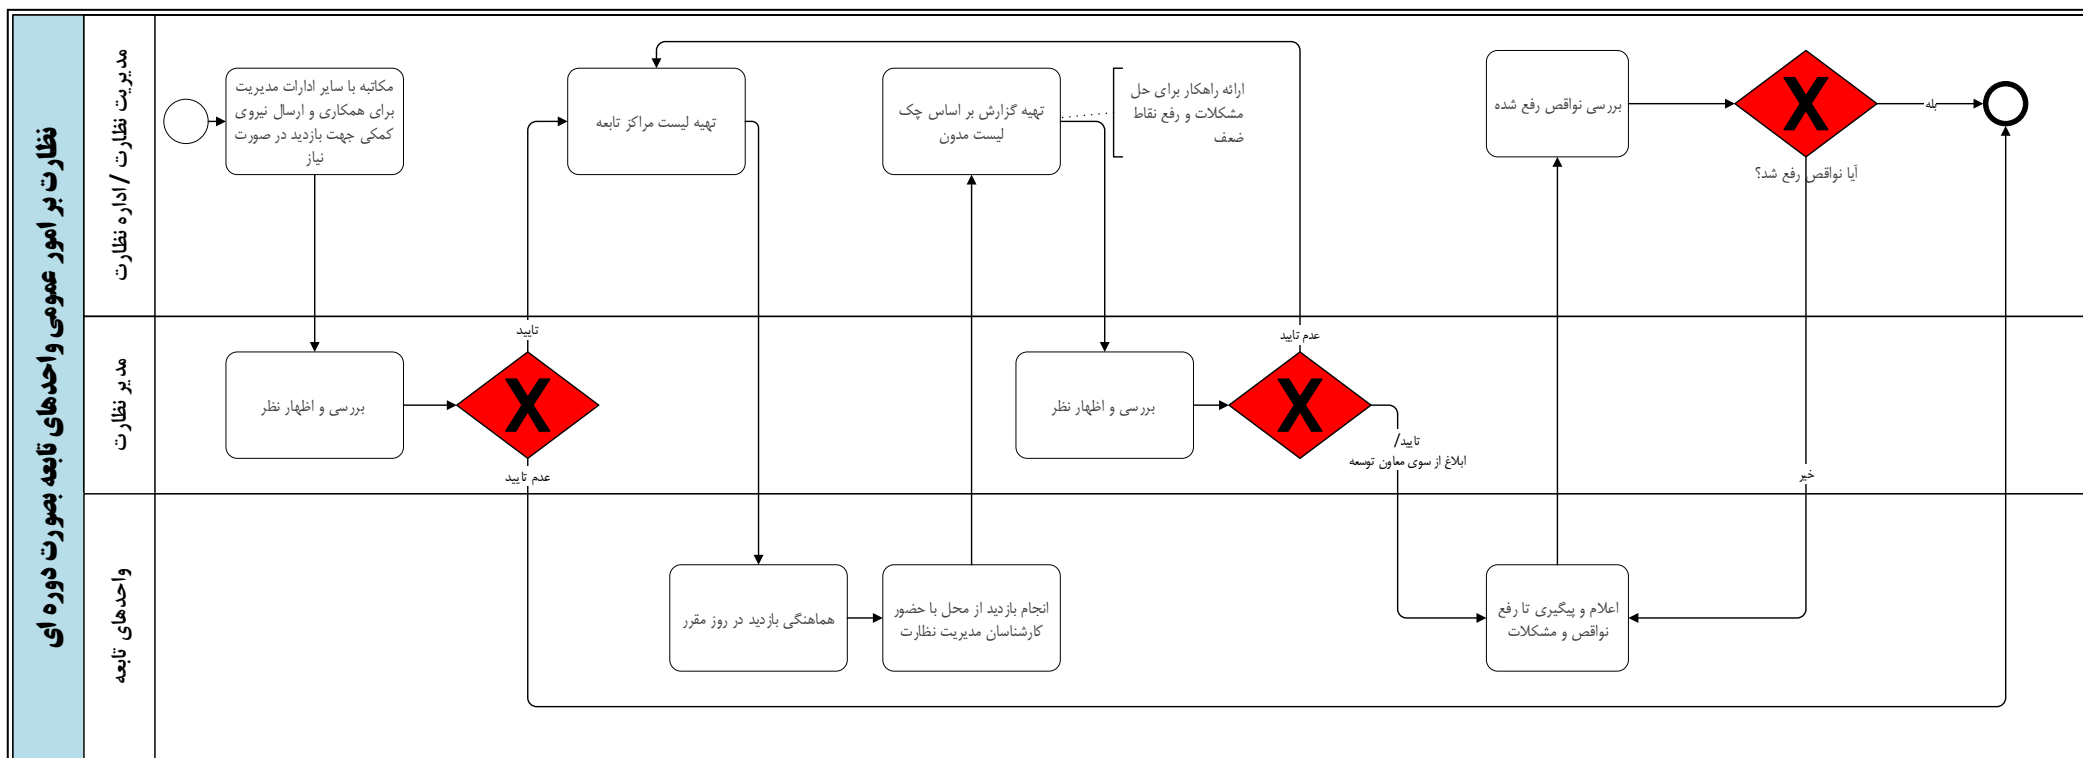 نظارت بر امور عمومی واحدهای تابعه بصورت دوره ای
مدیریت نظارت / اداره نظارت
مکاتبه با سایر ادارات مدیریت
برای همکاری و ارسال نیروی
کمکی جهت بازدید در صورت
نیاز
تهیه لیست مراکز تابعه
تهیه گزارش بر اساس چک
لیست مدون
ارائه راهکار برای حل
مشکلات و رفع نقاط
ضعف
بررسی نواقص رفع شده
آیا نواقص رفع شد؟
بله
خیر
مدیر نظارت
بررسی و اظهار نظر
تایید
عدم تایید
بررسی و اظهار نظر
عدم تایید
تایید/
ابلاغ از سوی معاون توسعه
واحدهای تابعه
هماهنگی بازدید در روز مقرر
انجام بازدید از محل با حضور
کارشناسان مدیریت نظارت
اعلام و پیگیری تا رفع
نواقص و مشکلات